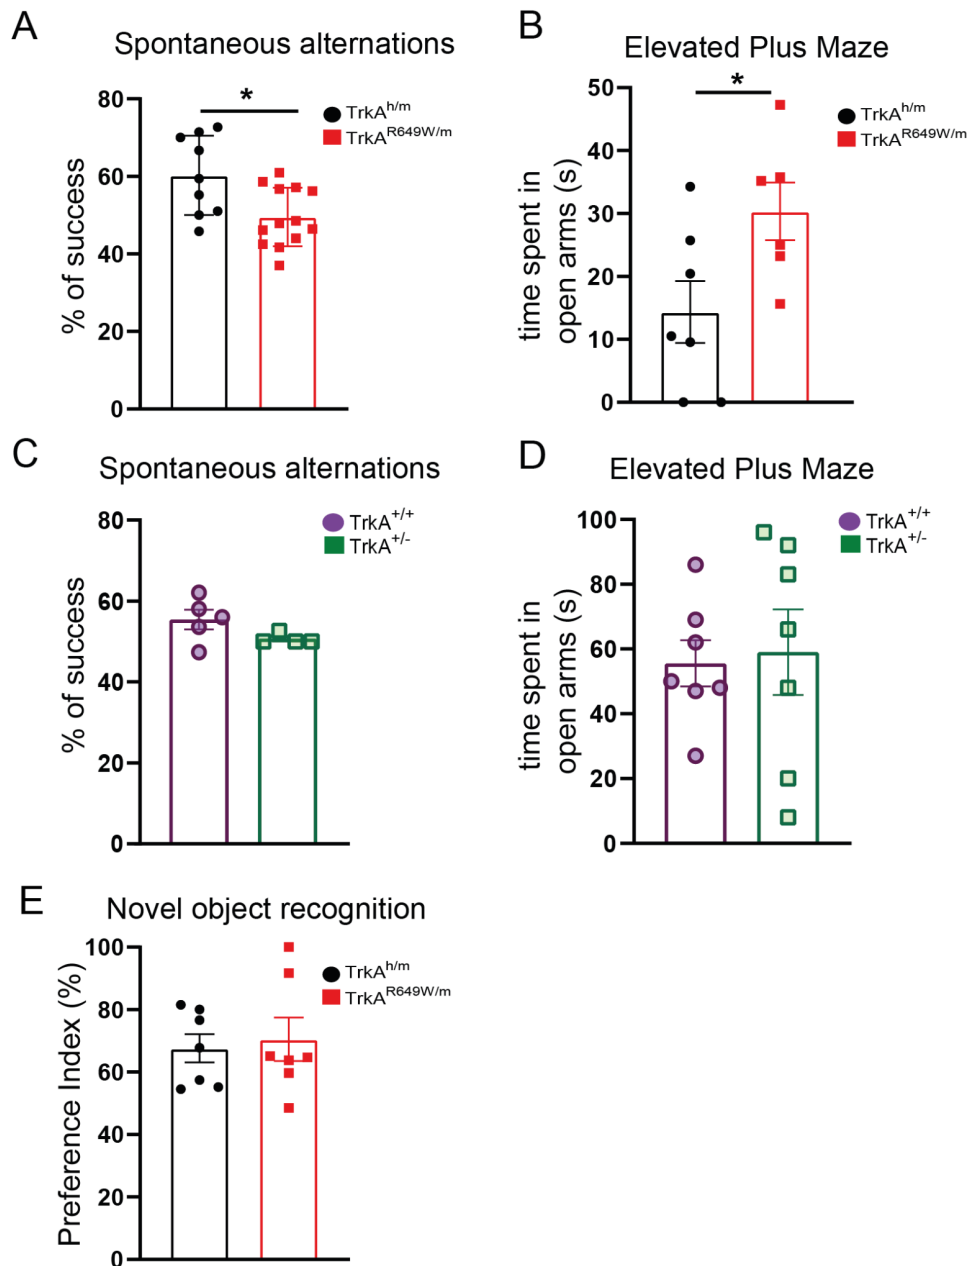 A
Spontaneous alternations
*
TrkA^h/m
TrkA^R649W/m
% of success
80
60
40
20
0
B
Elevated Plus Maze
*
TrkA^h/m
TrkA^R649W/m
time spent in
open arms (s)
50
40
30
20
10
0
C
Spontaneous alternations
TrkA^+/+
TrkA^+/-
% of success
80
60
40
20
0
D
Elevated Plus Maze
TrkA^+/+
TrkA^+/-
time spent in
open arms (s)
100
80
60
40
20
0
E
Novel object recognition
TrkA^h/m
TrkA^R649W/m
Preference Index (%)
100
80
60
40
20
0